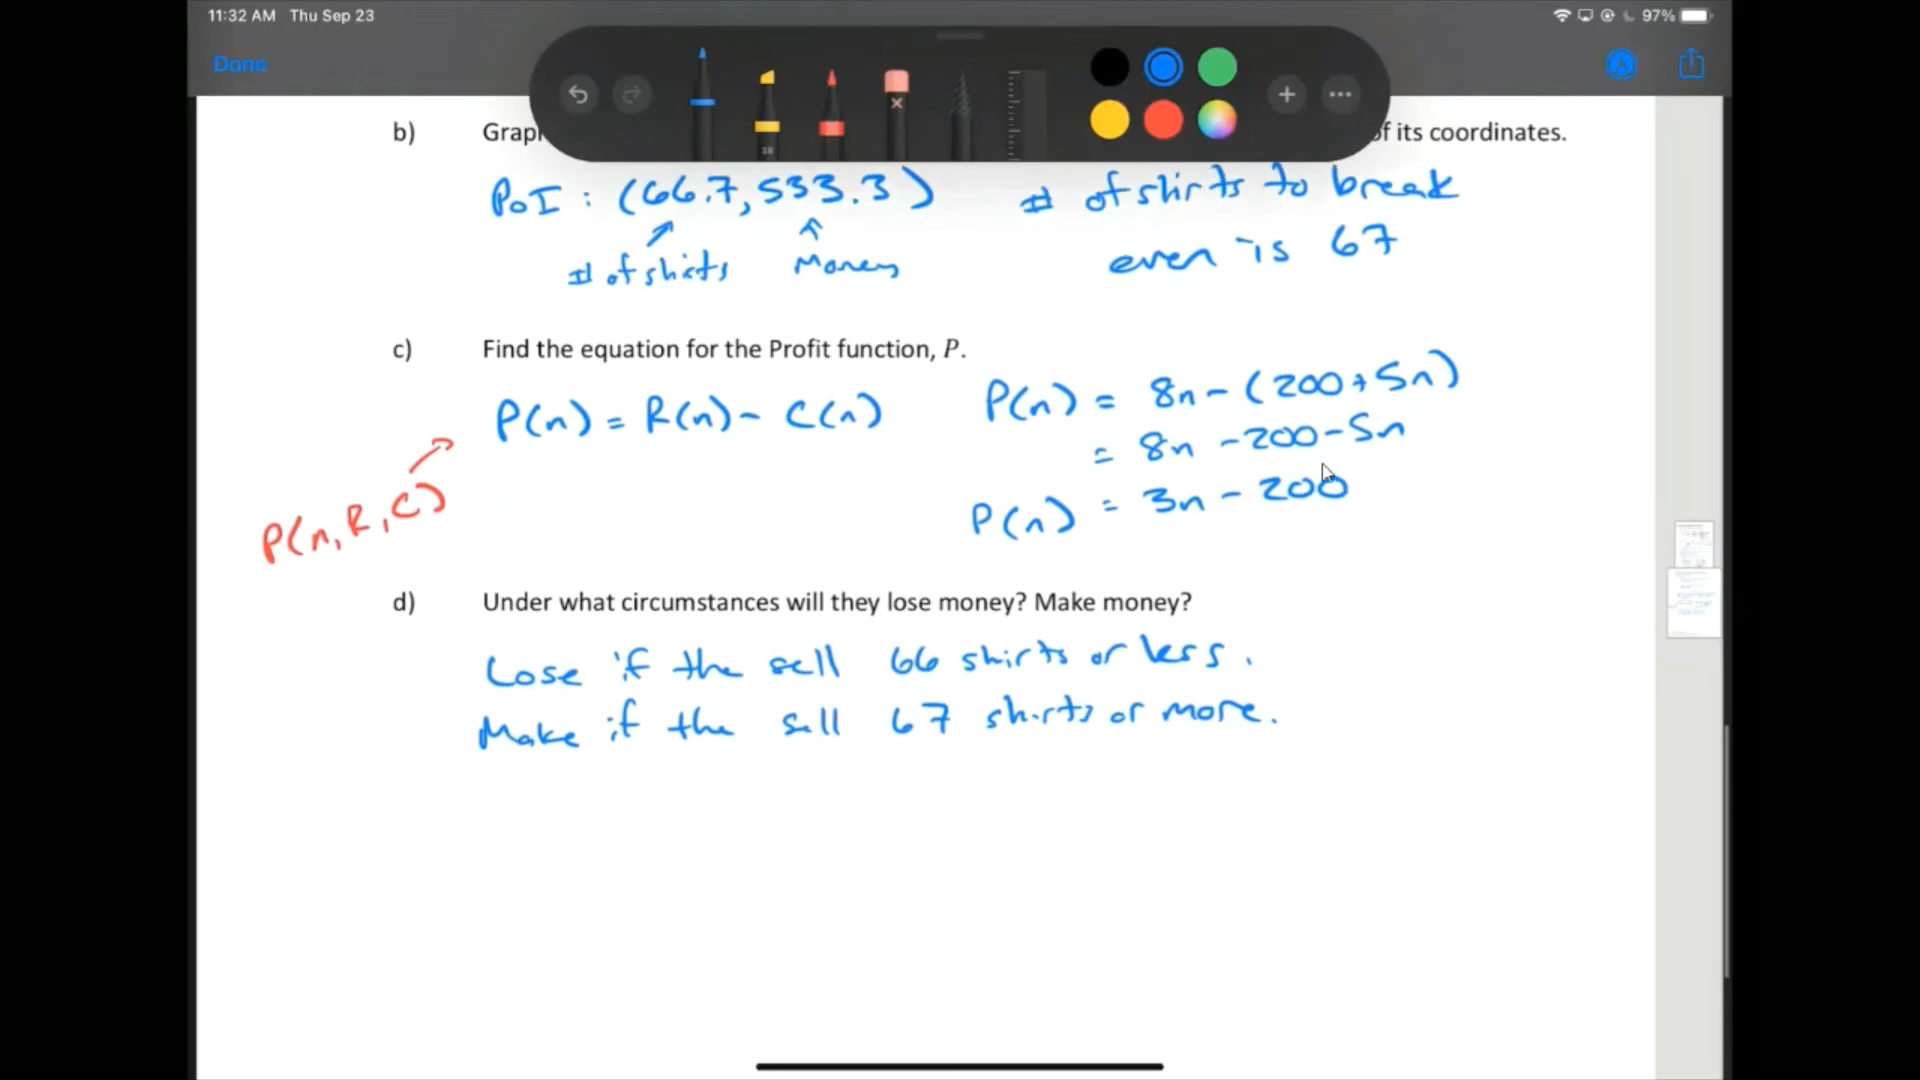 11:32 AM Thu Sep 23
97%
Done
b) Grap
f its coordinates.
PoI : (66.7, 533.3)
# of shirts
Money
# of shirts to break
even is 67
c) Find the equation for the Profit function, P.
P(n) = R(n) - C(n)
P(n, R, C)
P(n) = 8n - (200 + 5n)
= 8n - 200 - 5n
P(n) = 3n - 200
d) Under what circumstances will they lose money? Make money?
Lose if the sell 66 shirts or less.
Make if the sell 67 shirts or more.